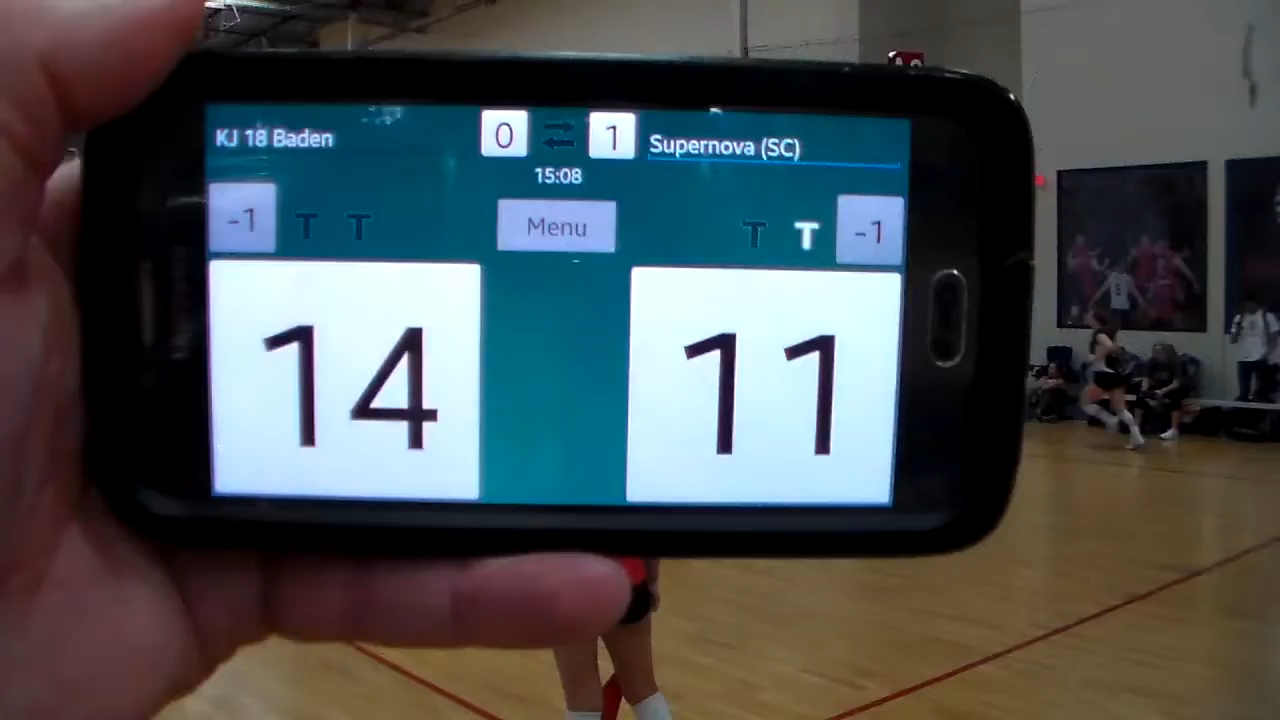 KJ 18 Baden
0
1
Supernova (SC)
15:08
-1
T T
Menu
T T
-1
14
11